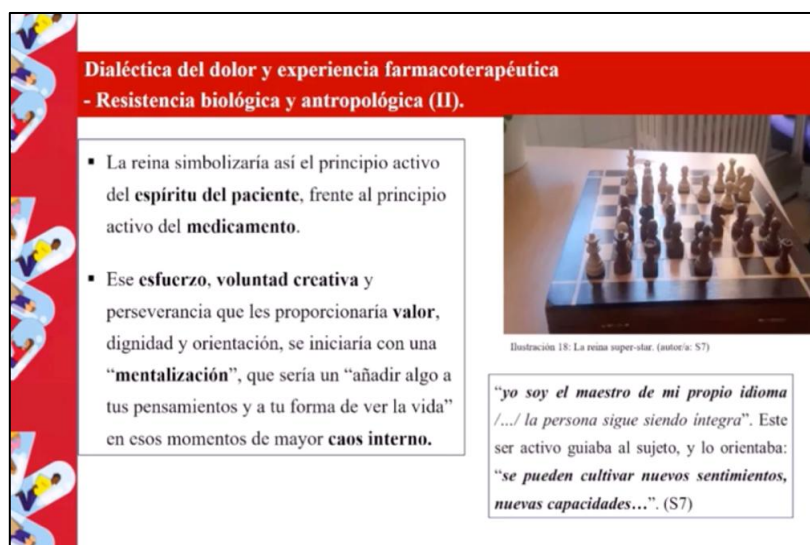 Dialéctica del dolor y experiencia farmacoterapéutica
- Resistencia biológica y antropológica (II).
▪ La reina simbolizaría así el principio activo
del espíritu del paciente, frente al principio
activo del medicamento.
▪ Ese esfuerzo, voluntad creativa y
perseverancia que les proporcionaría valor,
dignidad y orientación, se iniciaría con una
“mentalización”, que sería un “añadir algo a
tus pensamientos y a tu forma de ver la vida”
en esos momentos de mayor caos interno.
Ilustración 18: La reina super-star. (autor/a: S7)
“yo soy el maestro de mi propio idioma
/.../ la persona sigue siendo íntegra”. Este
ser activo guiaba al sujeto, y lo orientaba:
“se pueden cultivar nuevos sentimientos,
nuevas capacidades...”. (S7)